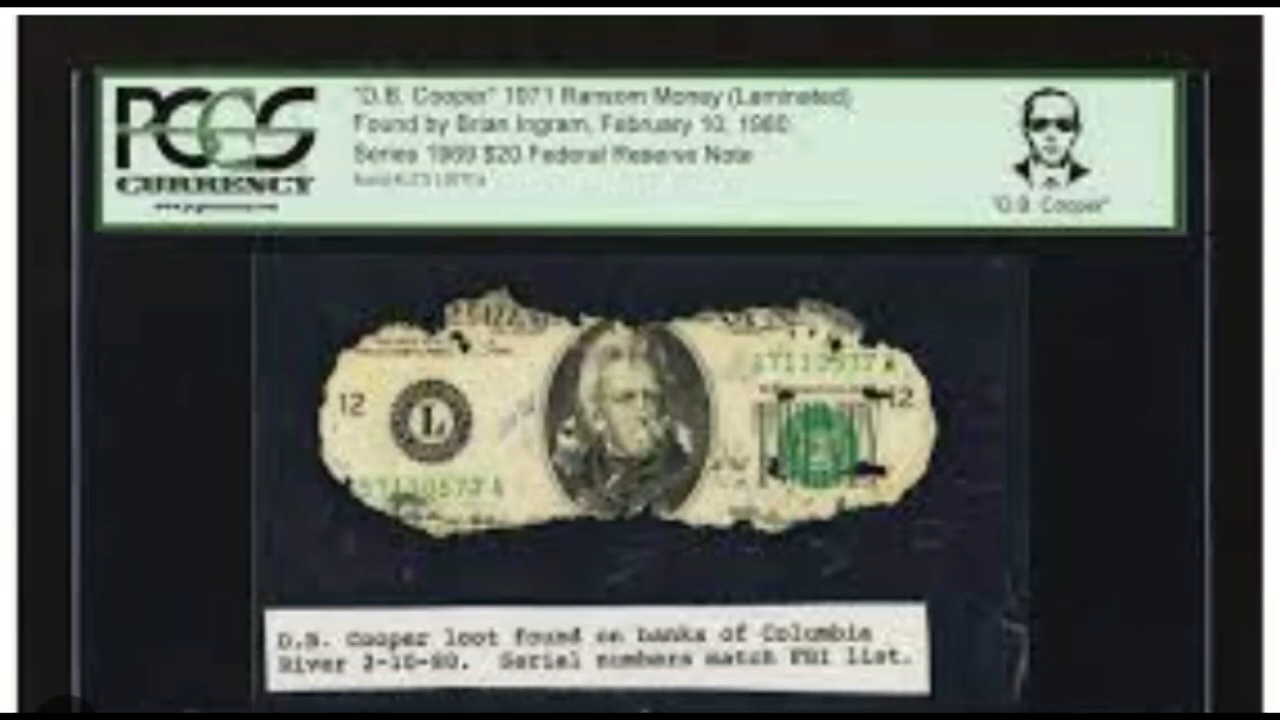 PCGS
CURRENCY
"D.B. Cooper" 1971 Ransom Money (Laminated)
Found by Brian Ingram, February 10, 1980
Series 1969 $20 Federal Reserve Note
"D.B. Cooper"
12
L
12
D.B. Cooper loot found on banks of Columbia
River 2-10-80. Serial numbers match FBI list.